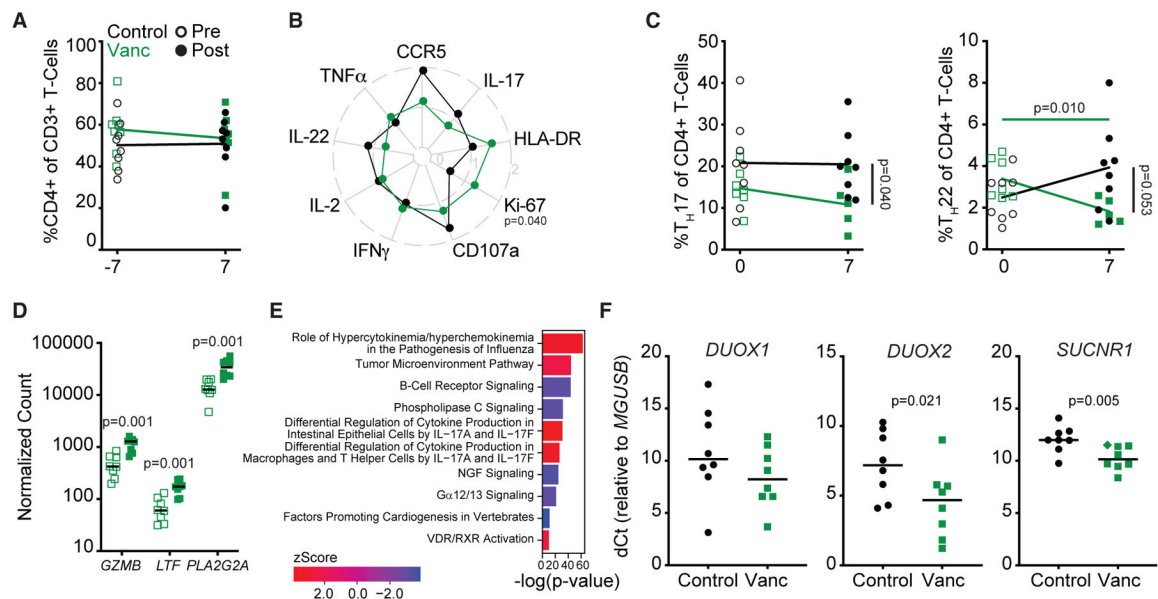 A
Control Pre
Vanc Post
%CD4+ of CD3+ T-Cells
100
80
60
40
20
0
-7
7
B
CCR5
TNFα
IL-17
IL-22
HLA-DR
0
1
2
IL-2
Ki-67
p=0.040
IFNγ
CD107a
C
%TH17 of CD4+ T-Cells
50
40
30
20
10
0
0
7
p=0.040
%TH22 of CD4+ T-Cells
10
8
6
4
2
0
0
7
p=0.010
p=0.053
D
Normalized Count
100000
10000
1000
100
10
p=0.001
p=0.001
p=0.001
GZMB LTF PLA2G2A
E
Role of Hypercytokinemia/hyperchemokinema
in the Pathogenesis of Influenza
Tumor Microenvironment Pathway
B-Cell Receptor Signaling
Phospholipase C Signaling
Differential Regulation of Cytokine Production in
Intestinal Epithelial Cells by IL−17A and IL−17F
Differential Regulation of Cytokine Production in
Macrophages and T Helper Cells by IL−17A and IL−17F
NGF Signaling
Gα12/13 Signaling
Factors Promoting Cardiogenesis in Vertebrates
VDR/RXR Activation
0 20 40 60
-log(p-value)
zScore
2.0 0.0 −2.0
F
dCt (relative to MGUSB)
DUOX1
20
15
10
5
0
Control Vanc
DUOX2
p=0.021
15
10
5
0
Control Vanc
SUCNR1
p=0.005
20
15
10
5
0
Control Vanc